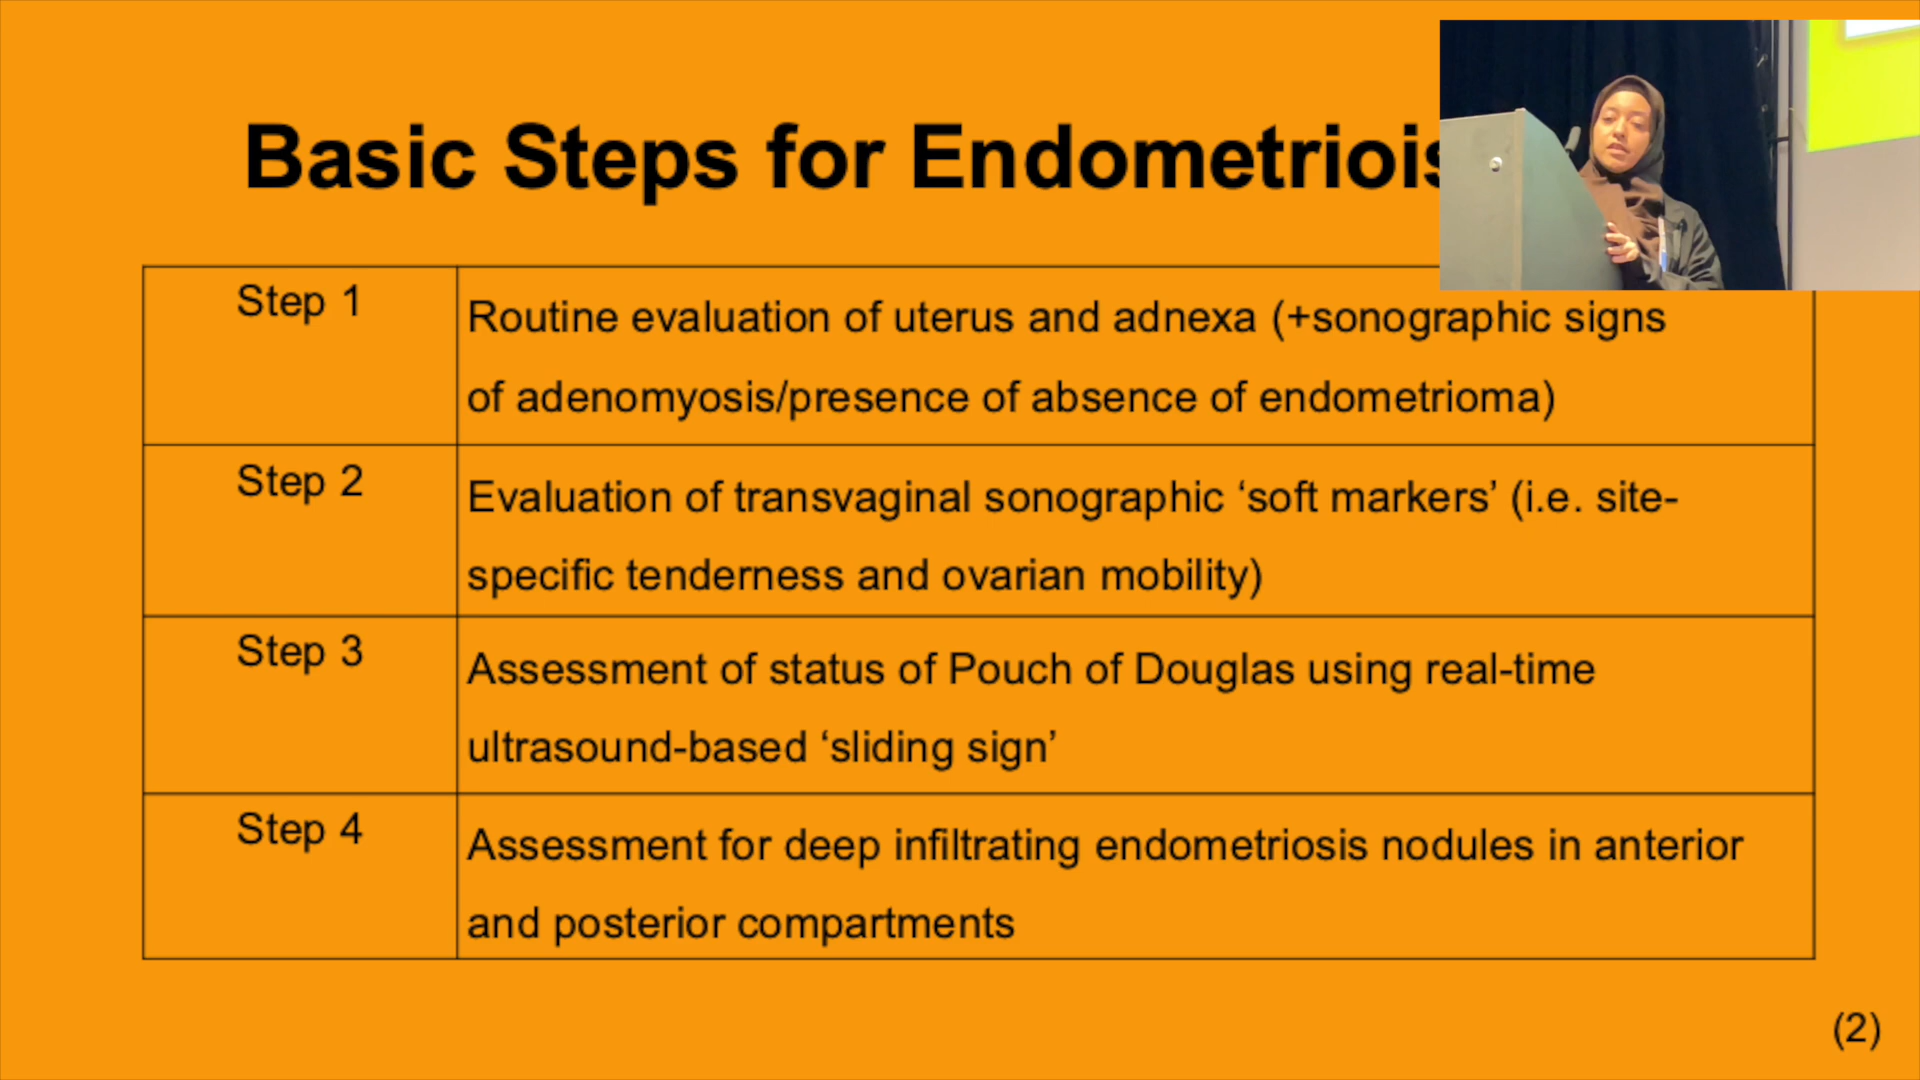 Basic Steps for Endometriois
Step 1
Routine evaluation of uterus and adnexa (+sonographic signs
of adenomyosis/presence of absence of endometrioma)
Step 2
Evaluation of transvaginal sonographic ‘soft markers’ (i.e. site-
specific tenderness and ovarian mobility)
Step 3
Assessment of status of Pouch of Douglas using real-time
ultrasound-based ‘sliding sign’
Step 4
Assessment for deep infiltrating endometriosis nodules in anterior
and posterior compartments
(2)